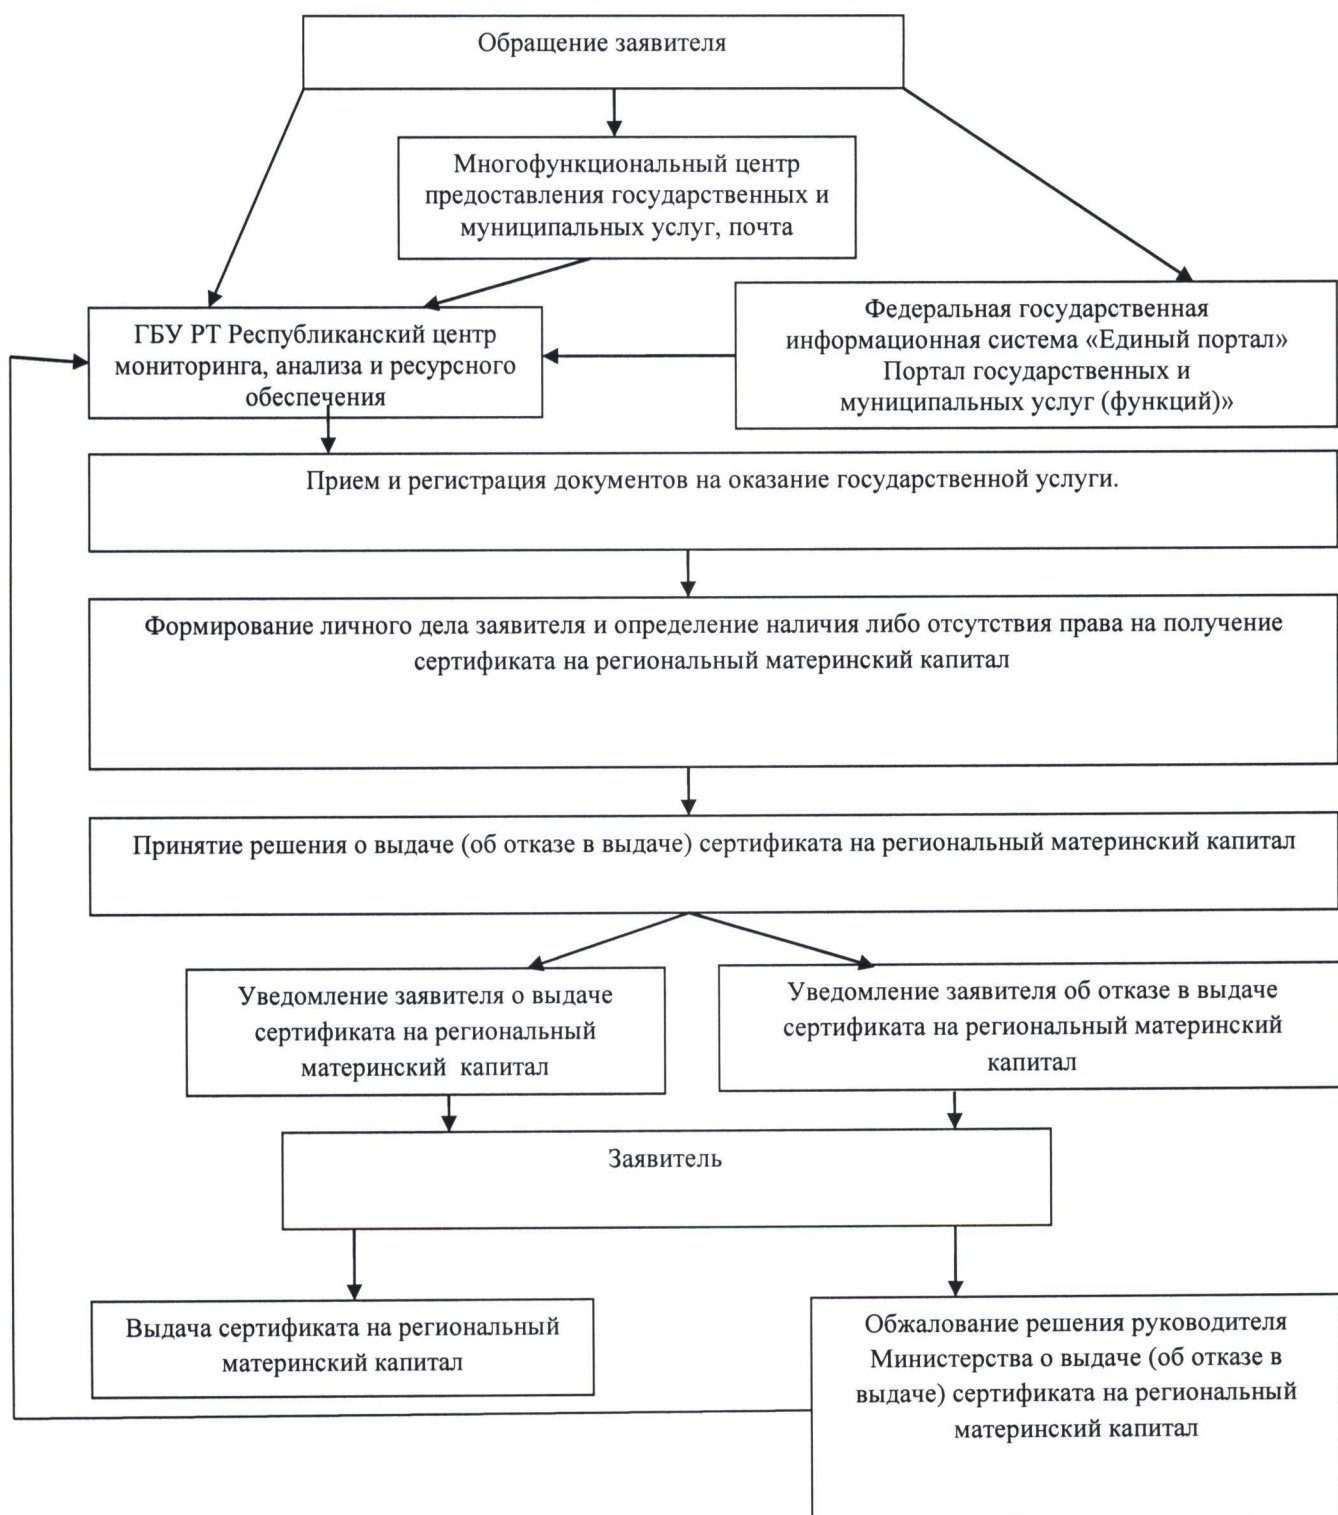 Обращение заявителя
Многофункциональный центр
предоставления государственных и
муниципальных услуг, почта
ГБУ РТ Республиканский центр
мониторинга, анализа и ресурсного
обеспечения
Федеральная государственная
информационная система «Единый портал»
Портал государственных и
муниципальных услуг (функций)»
Прием и регистрация документов на оказание государственной услуги.
Формирование личного дела заявителя и определение наличия либо отсутствия права на получение
сертификата на региональный материнский капитал
Принятие решения о выдаче (об отказе в выдаче) сертификата на региональный материнский капитал
Уведомление заявителя о выдаче
сертификата на региональный
материнский капитал
Уведомление заявителя об отказе в выдаче
сертификата на региональный материнский
капитал
Заявитель
Выдача сертификата на региональный
материнский капитал
Обжалование решения руководителя
Министерства о выдаче (об отказе в
выдаче) сертификата на региональный
материнский капитал